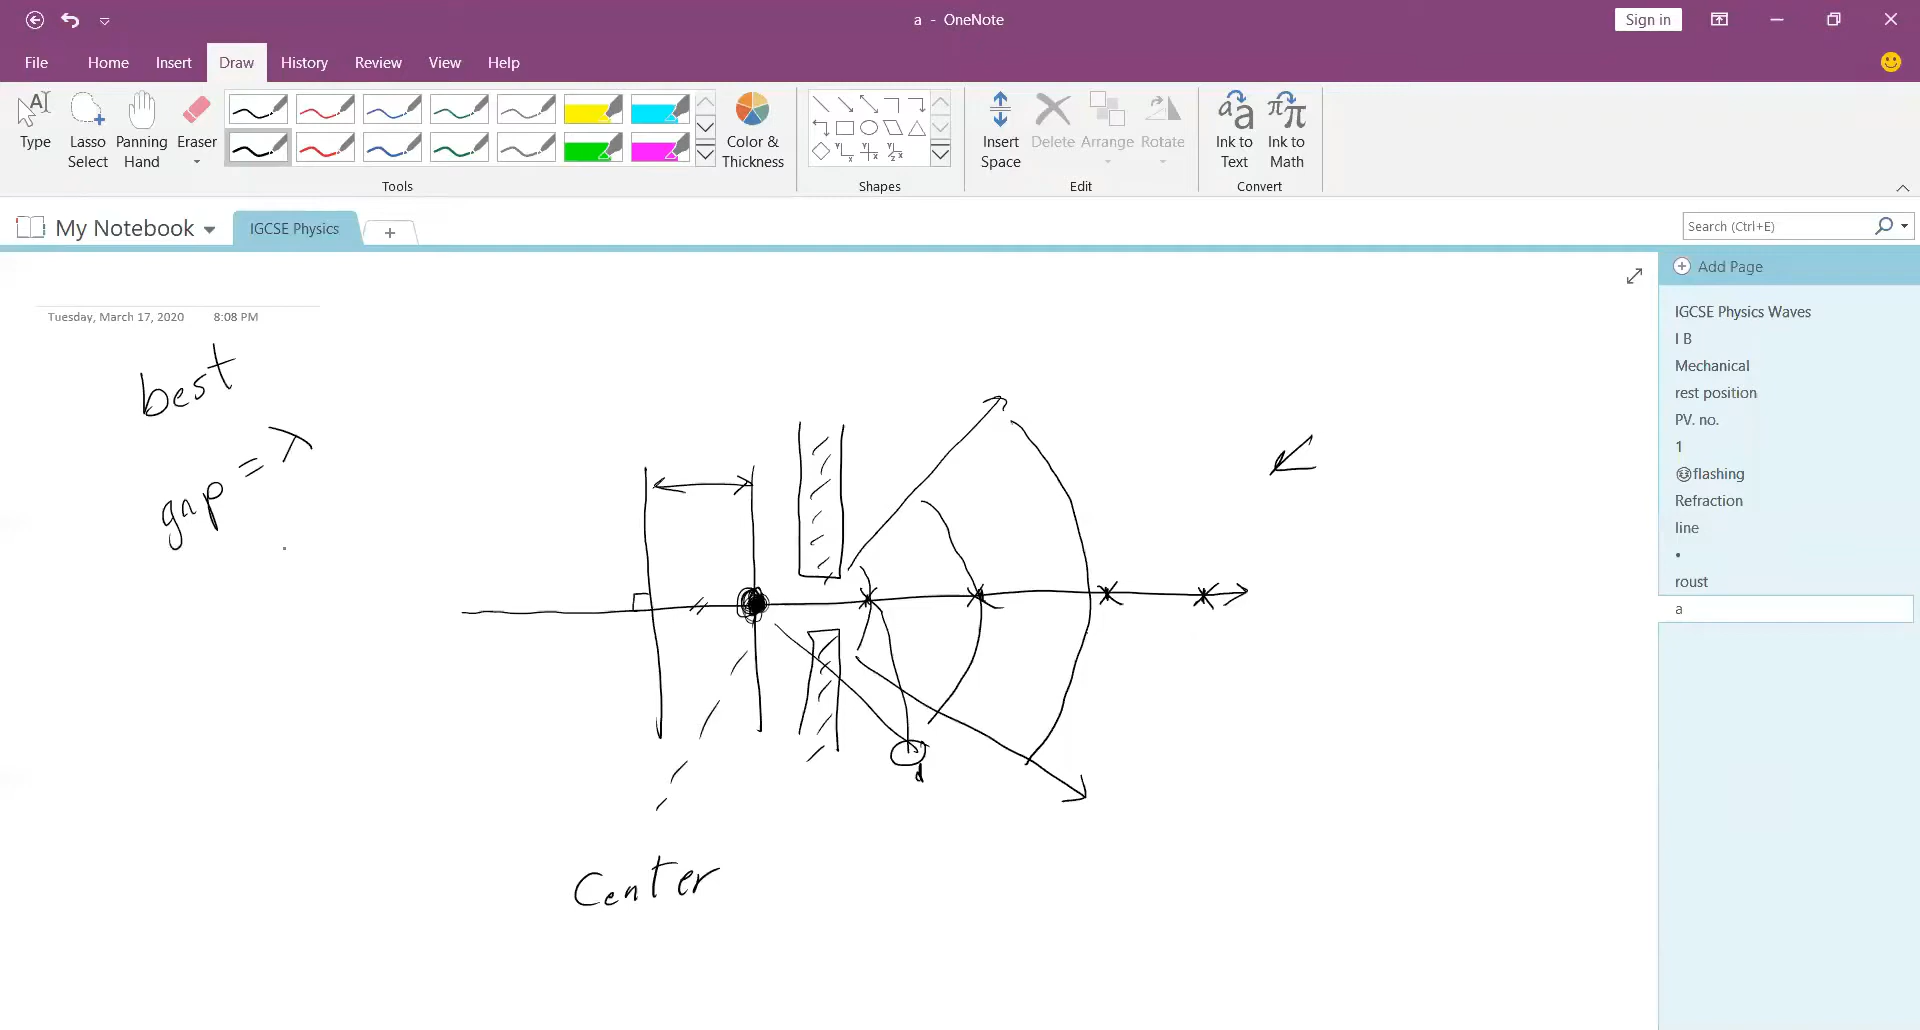 a - OneNote
Sign in
File Home Insert Draw History Review View Help
Type
Lasso Select
Panning Hand
Eraser
Color & Thickness
Insert Space
Delete
Arrange
Rotate
Ink to Text
Ink to Math
Tools
Shapes
Edit
Convert
My Notebook
IGCSE Physics
Search (Ctrl+E)
Add Page
IGCSE Physics Waves
I B
Mechanical
rest position
PV. no.
1
flashing
Refraction
line
•
roust
a
Tuesday, March 17, 2020 8:08 PM
best
gap = λ
d
Center